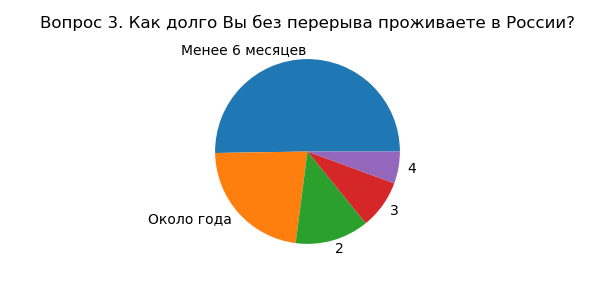 Вопрос 3. Как долго Вы без перерыва проживаете в России?
Менее 6 месяцев
4
3
Около года
2